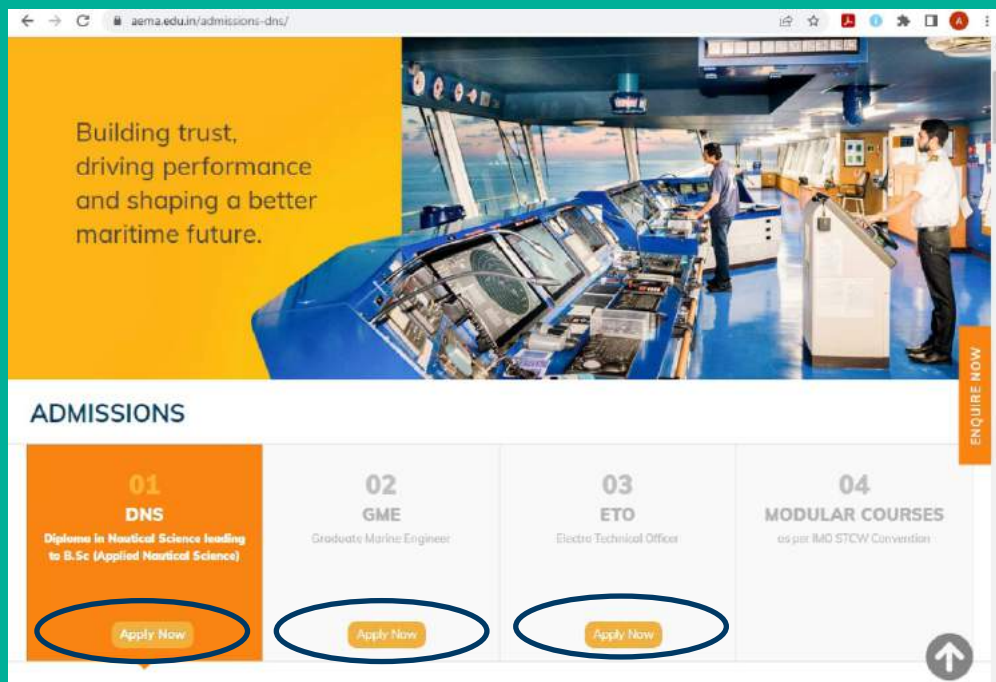 aema.edu.in/admissions-dns/
A
Building trust,
driving performance
and shaping a better
maritime future.
ENQUIRE NOW
ADMISSIONS
01
DNS
Diploma in Nautical Science leading
to B.Sc (Applied Nautical Science)
Apply Now
02
GME
Graduate Marine Engineer
Apply Now
03
ETO
Electro Technical Officer
Apply Now
04
MODULAR COURSES
as per IMO STCW Convention